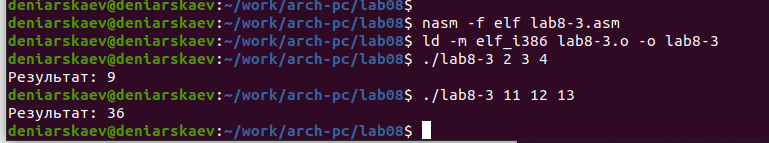 deniarskaev@deniarskaev:~/work/arch-pc/lab08$
deniarskaev@deniarskaev:~/work/arch-pc/lab08$ nasm -f elf lab8-3.asm
deniarskaev@deniarskaev:~/work/arch-pc/lab08$ ld -m elf_i386 lab8-3.o -o lab8-3
deniarskaev@deniarskaev:~/work/arch-pc/lab08$ ./lab8-3 2 3 4
Результат: 9
deniarskaev@deniarskaev:~/work/arch-pc/lab08$ ./lab8-3 11 12 13
Результат: 36
deniarskaev@deniarskaev:~/work/arch-pc/lab08$